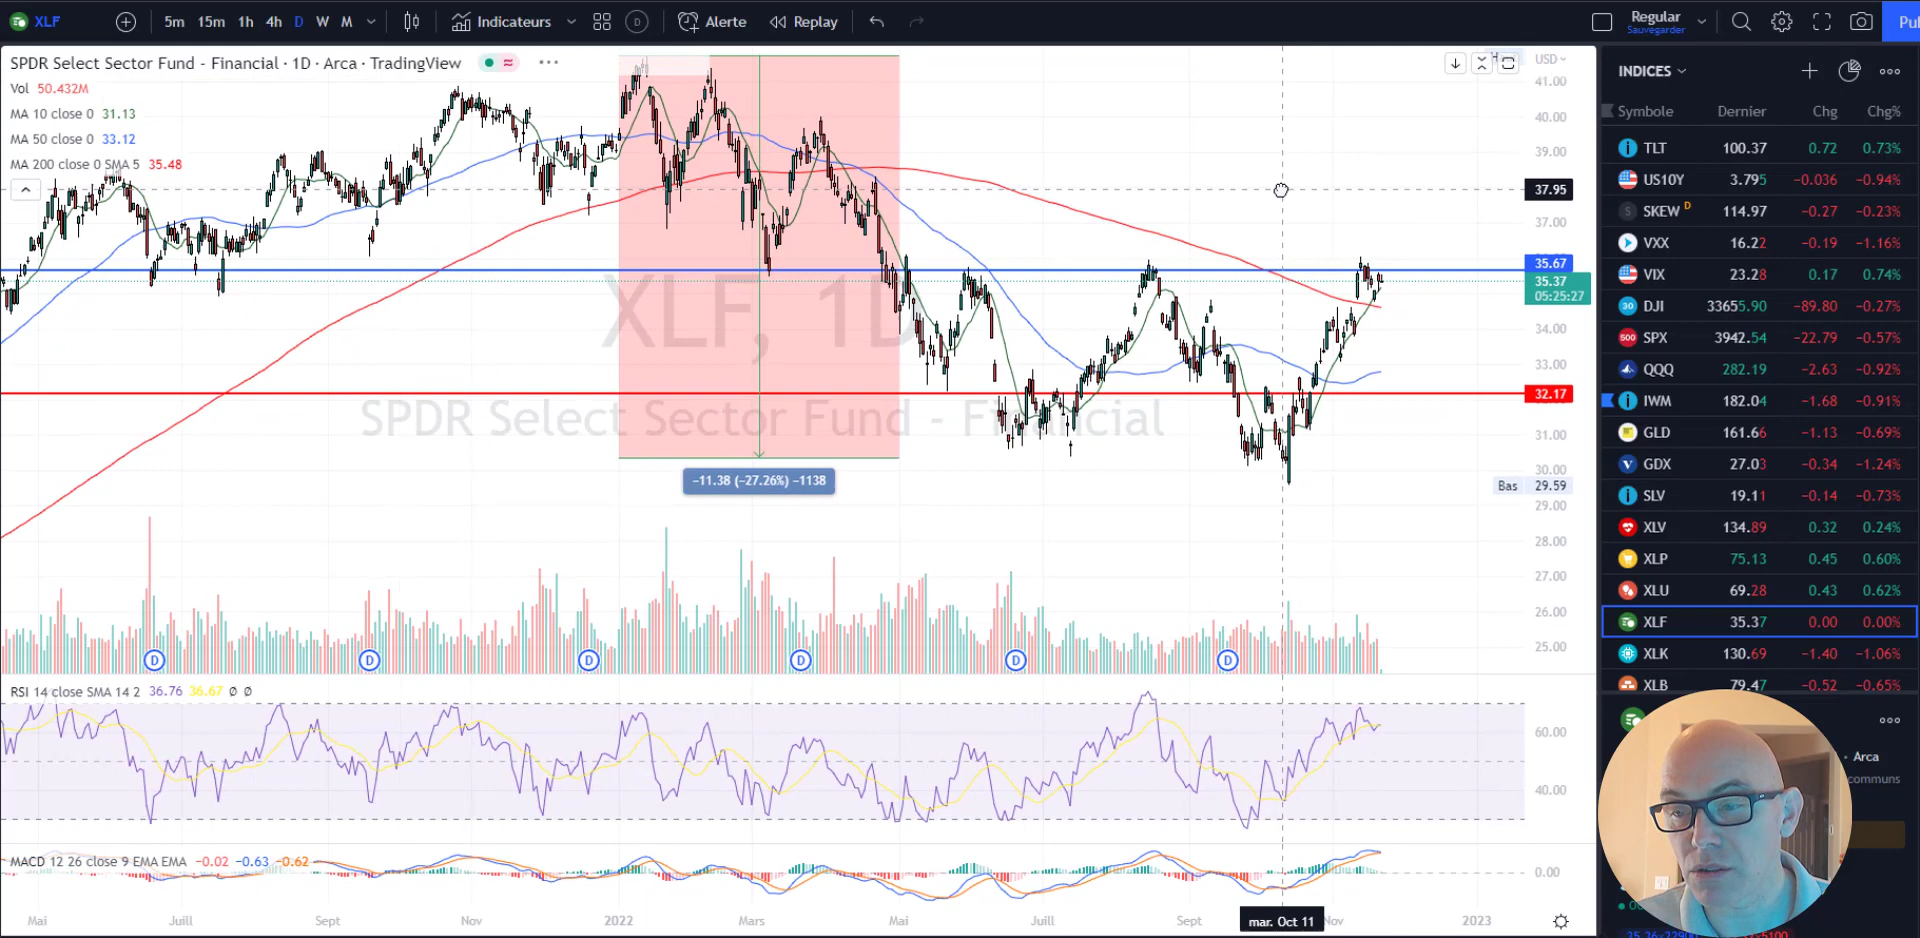 XLF
5m 15m 1h 4h D W M
Indicateurs
D
Alerte
Replay
Regular
Sauvegarder
SPDR Select Sector Fund - Financial · 1D · Arca · TradingView
Vol 50.432M
MA 10 close 0 31.13
MA 50 close 0 33.12
MA 200 close 0 SMA 5 35.48
XLF, 1D
SPDR Select Sector Fund - Financial
−11.38 (−27.26%) −1138
USD
41.00
40.00
39.00
37.95
37.00
35.67
35.37
05:25:27
34.00
33.00
32.17
31.00
30.00
Bas 29.59
29.00
28.00
27.00
26.00
25.00
D D D D D D
RSI 14 close SMA 14 2 36.76 36.67 Ø Ø
60.00
40.00
MACD 12 26 close 9 EMA EMA −0.02 −0.63 −0.62
0.00
Mai Juill Sept Nov 2022 Mars Mai Juill Sept mar. Oct 11 Nov 2023
INDICES
Symbole Dernier Chg Chg%
TLT 100.37 0.72 0.73%
US10Y 3.795 −0.036 −0.94%
SKEW D 114.97 −0.27 −0.23%
VXX 16.22 −0.19 −1.16%
VIX 23.28 0.17 0.74%
30 DJI 33655.90 −89.80 −0.27%
500 SPX 3942.54 −22.79 −0.57%
QQQ 282.19 −2.63 −0.92%
IWM 182.04 −1.68 −0.91%
GLD 161.66 −1.13 −0.69%
GDX 27.03 −0.34 −1.24%
SLV 19.11 −0.14 −0.73%
XLV 134.89 0.32 0.24%
XLP 75.13 0.45 0.60%
XLU 69.28 0.43 0.62%
XLF 35.37 0.00 0.00%
XLK 130.69 −1.40 −1.06%
XLB 79.47 −0.52 −0.65%
Arca
communs